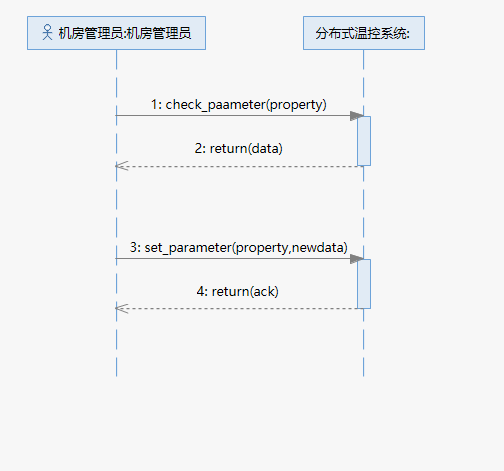 机房管理员:机房管理员
分布式温控系统:
1: check_paameter(property)
2: return(data)
3: set_parameter(property,newdata)
4: return(ack)